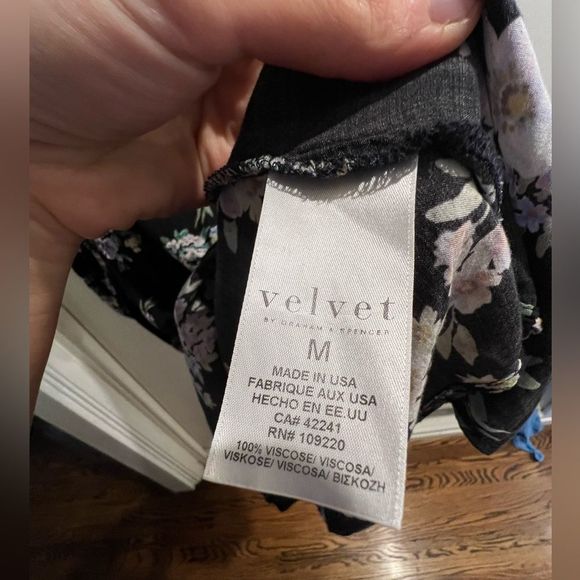 velvet
BY GRAHAM & SPENCER
M
MADE IN USA
FABRIQUE AUX USA
HECHO EN EE.UU
CA# 42241
RN# 109220
100% VISCOSE/ VISCOSA/
VISKOSE/ VISCOSA/ ΒΙΣΚΟΖΗ